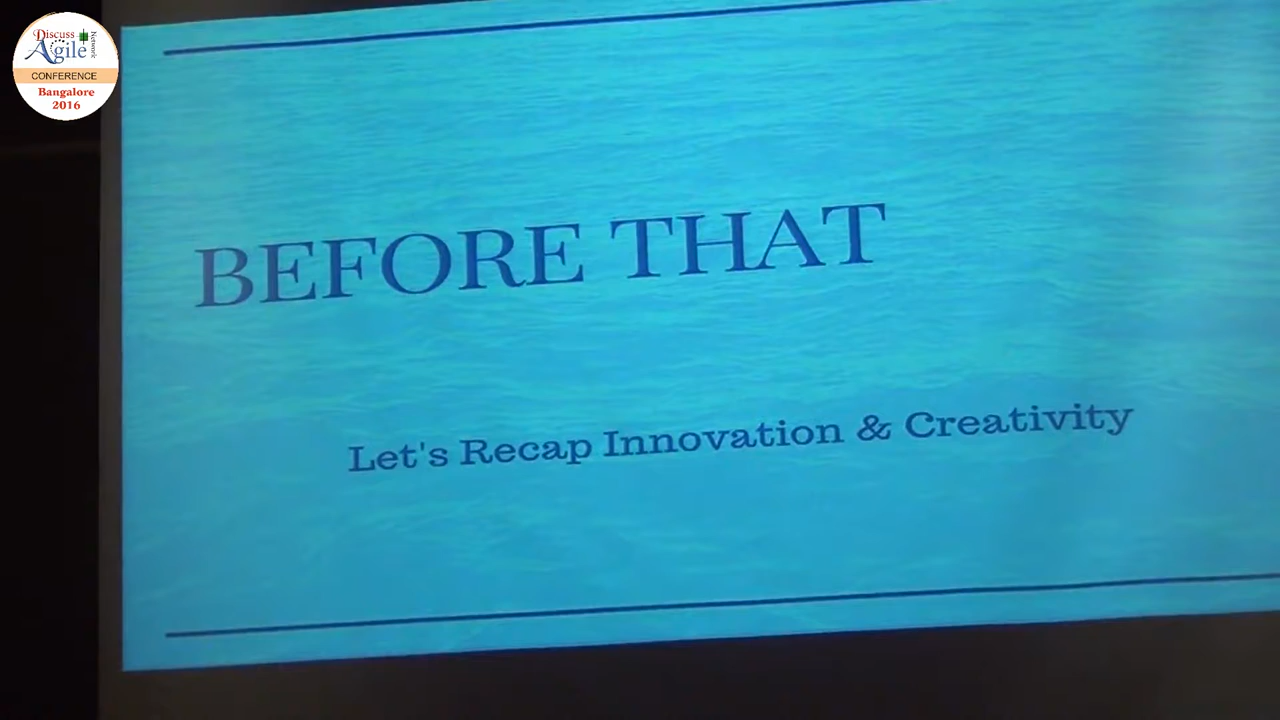 Discuss
Agile
Network
CONFERENCE
Bangalore
2016
BEFORE THAT
Let's Recap Innovation & Creativity